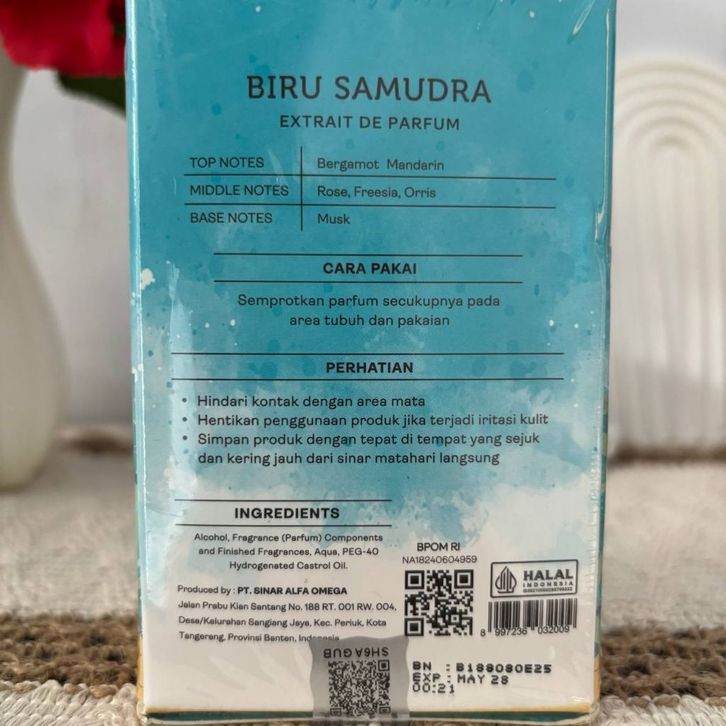 BIRU SAMUDRA
EXTRAIT DE PARFUM
TOP NOTES Bergamot Mandarin
MIDDLE NOTES Rose, Freesia, Orris
BASE NOTES Musk
CARA PAKAI
Semprotkan parfum secukupnya pada
area tubuh dan pakaian
PERHATIAN
• Hindari kontak dengan area mata
• Hentikan penggunaan produk jika terjadi iritasi kulit
• Simpan produk dengan tepat di tempat yang sejuk
dan kering jauh dari sinar matahari langsung
INGREDIENTS
Alcohol, Fragrance (Parfum) Components
and Finished Fragrances, Aqua, PEG-40
Hydrogenated Castrol Oil.
Produced by : PT. SINAR ALFA OMEGA
Jalan Prabu Kian Santang No. 188 RT. 001 RW. 004,
Desa/Kelurahan Sangiang Jaya, Kec. Periuk, Kota
Tangerang, Provinsi Banten, Indonesia
BPOM RI
NA18240604959
HALAL
INDONESIA
8 997236 032009
SHEAGUB
BN : B188080E25
EXP : MAY 28
00:21